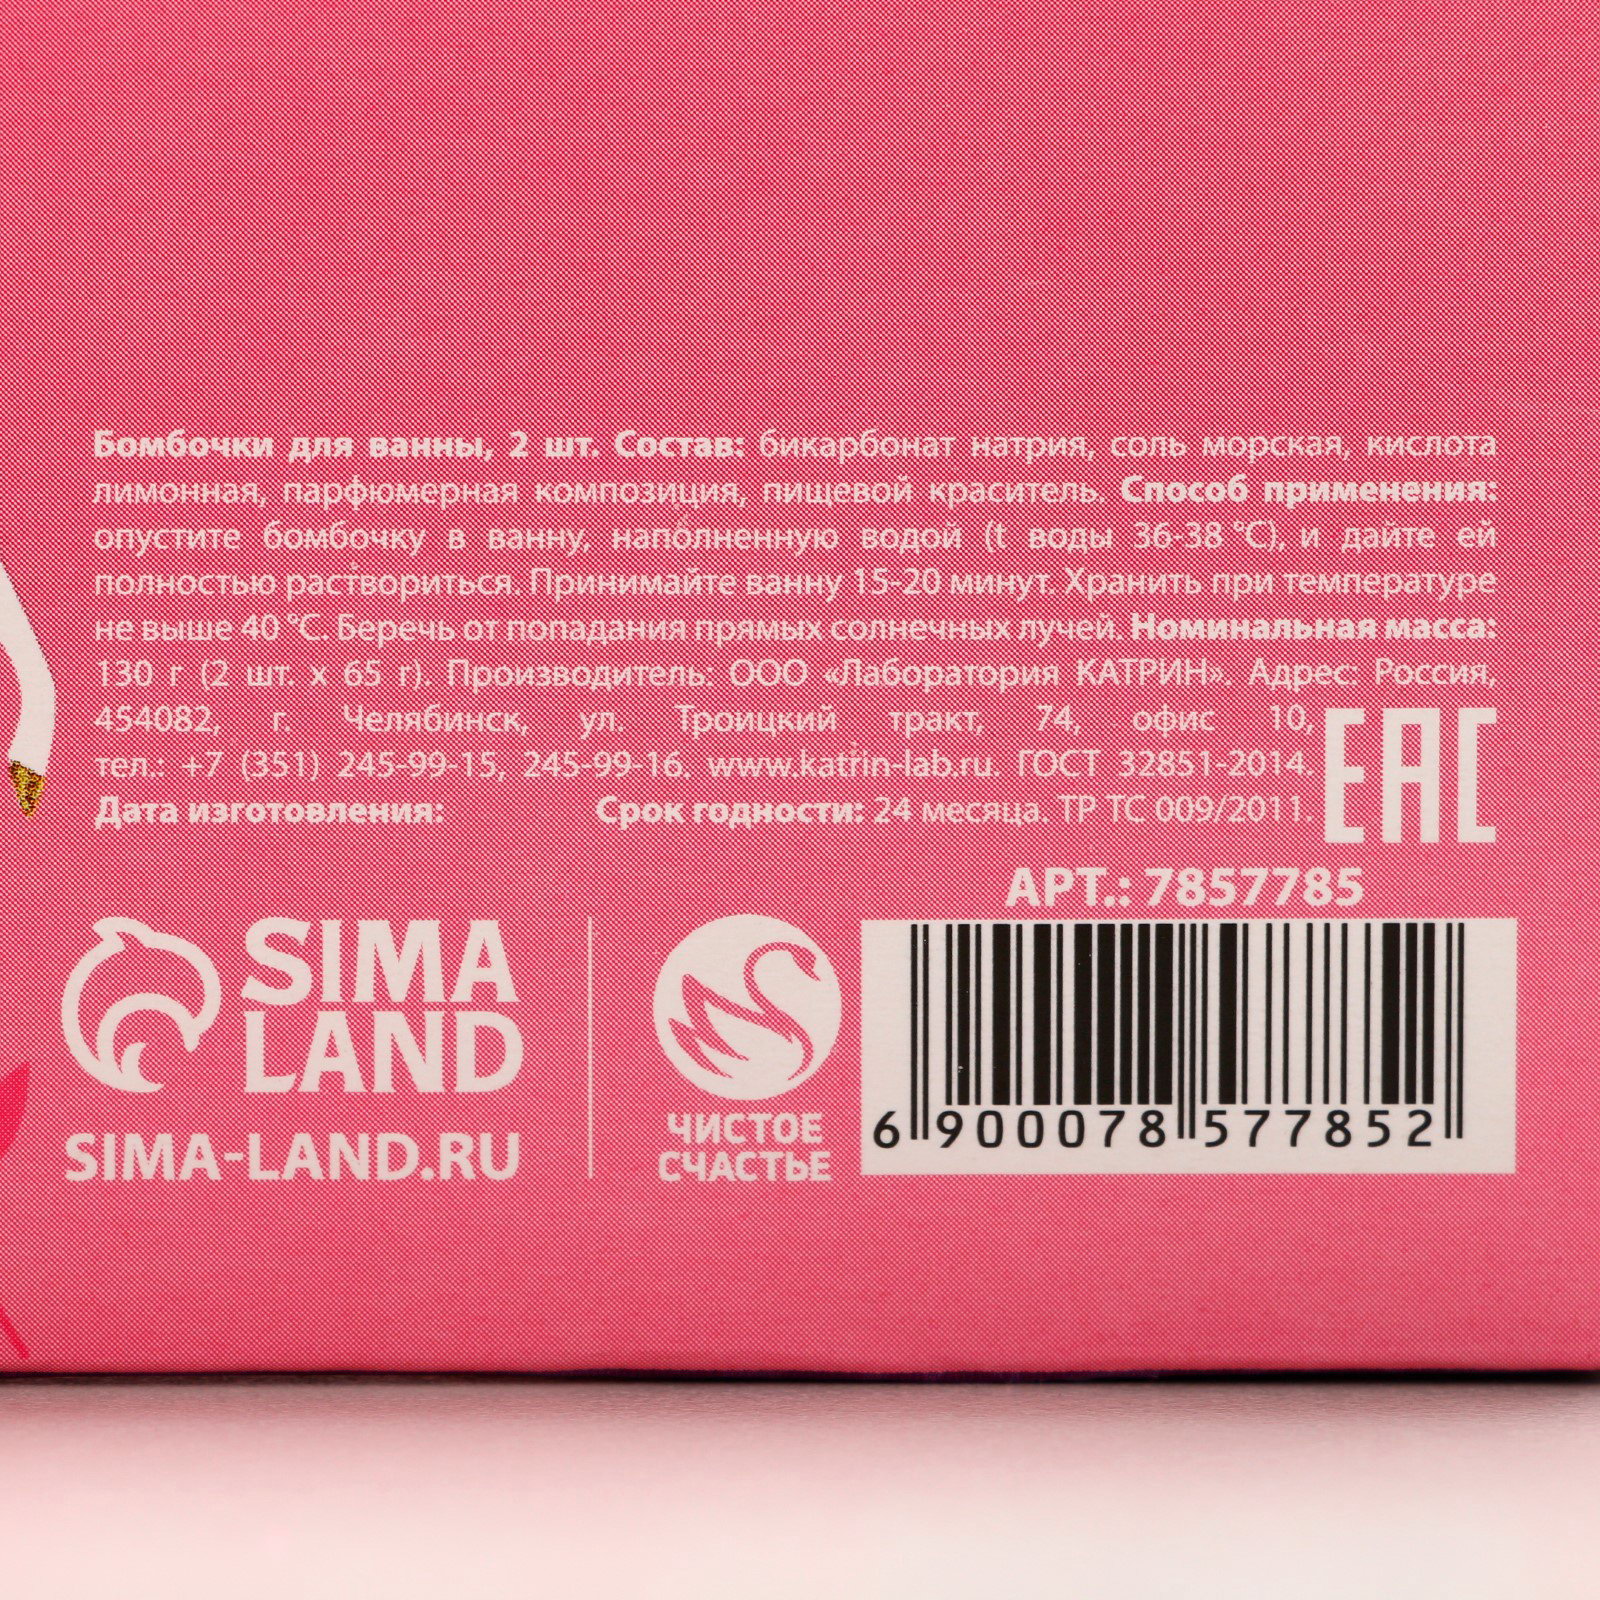 Бомбочки для ванны, 2 шт. Состав: бикарбонат натрия, соль морская, кислота
лимонная, парфюмерная композиция, пищевой краситель. Способ применения:
опустите бомбочку в ванну, наполненную водой (t воды 36-38 °C), и дайте ей
полностью раствориться. Принимайте ванну 15-20 минут. Хранить при температуре
не выше 40 °C. Беречь от попадания прямых солнечных лучей. Номинальная масса:
130 г (2 шт. х 65 г). Производитель: ООО «Лаборатория КАТРИН». Адрес: Россия,
454082, г. Челябинск, ул. Троицкий тракт, 74, офис 10,
тел.: +7 (351) 245-99-15, 245-99-16. www.katrin-lab.ru. ГОСТ 32851-2014.
Дата изготовления: Срок годности: 24 месяца. ТР ТС 009/2011.
EAC
АРТ.: 7857785
SIMA
LAND
SIMA-LAND.RU
ЧИСТОЕ
СЧАСТЬЕ
6 900078 577852